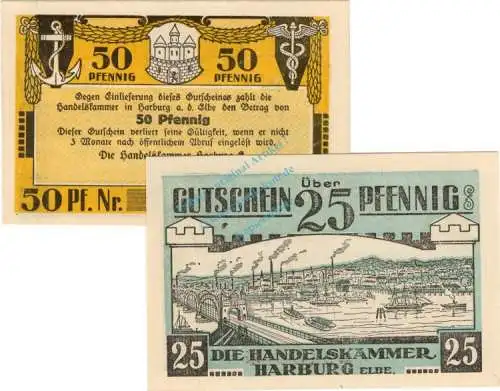 50 PFENNIG
50 PFENNIG
Gegen Einlieferung dieses Gutscheines zahlt die
Handelskammer in Harburg a. d. Elbe den Betrag von
50 Pfennig
Dieser Gutschein verliert seine Gültigkeit, wenn er nicht
3 Monate nach öffentlichem Abruf eingelöst wird.
Die Handelskammer Harburg
50 PF. Nr.
GUTSCHEIN Über 25 PFENNIG
25 DIE HANDELSKAMMER 25
HARBURG ELBE.